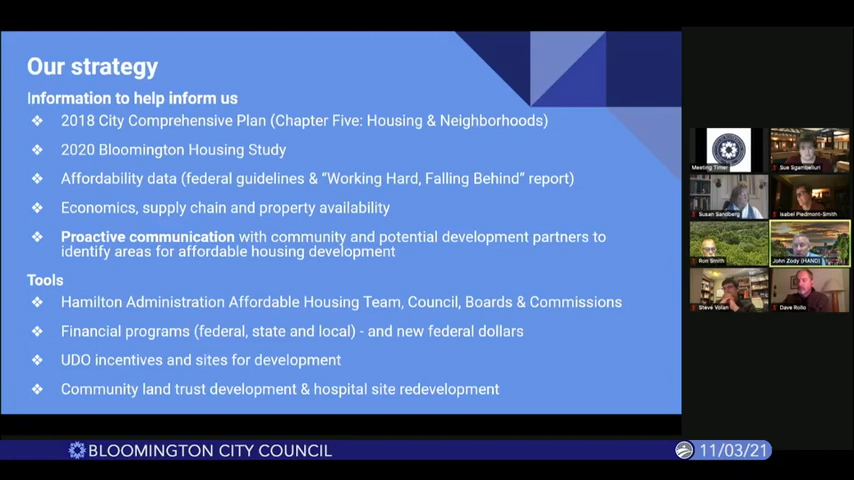 Our strategy
Information to help inform us
❖ 2018 City Comprehensive Plan (Chapter Five: Housing & Neighborhoods)
❖ 2020 Bloomington Housing Study
❖ Affordability data (federal guidelines & "Working Hard, Falling Behind" report)
❖ Economics, supply chain and property availability
❖ Proactive communication with community and potential development partners to
identify areas for affordable housing development
Tools
❖ Hamilton Administration Affordable Housing Team, Council, Boards & Commissions
❖ Financial programs (federal, state and local) - and new federal dollars
❖ UDO incentives and sites for development
❖ Community land trust development & hospital site redevelopment
Meeting Timer
Sue Sgambelluri
Susan Sandberg
Isabel Piedmont-Smith
Ron Smith
John Zody (HAND)
Steve Volan
Dave Rollo
BLOOMINGTON CITY COUNCIL
11/03/21